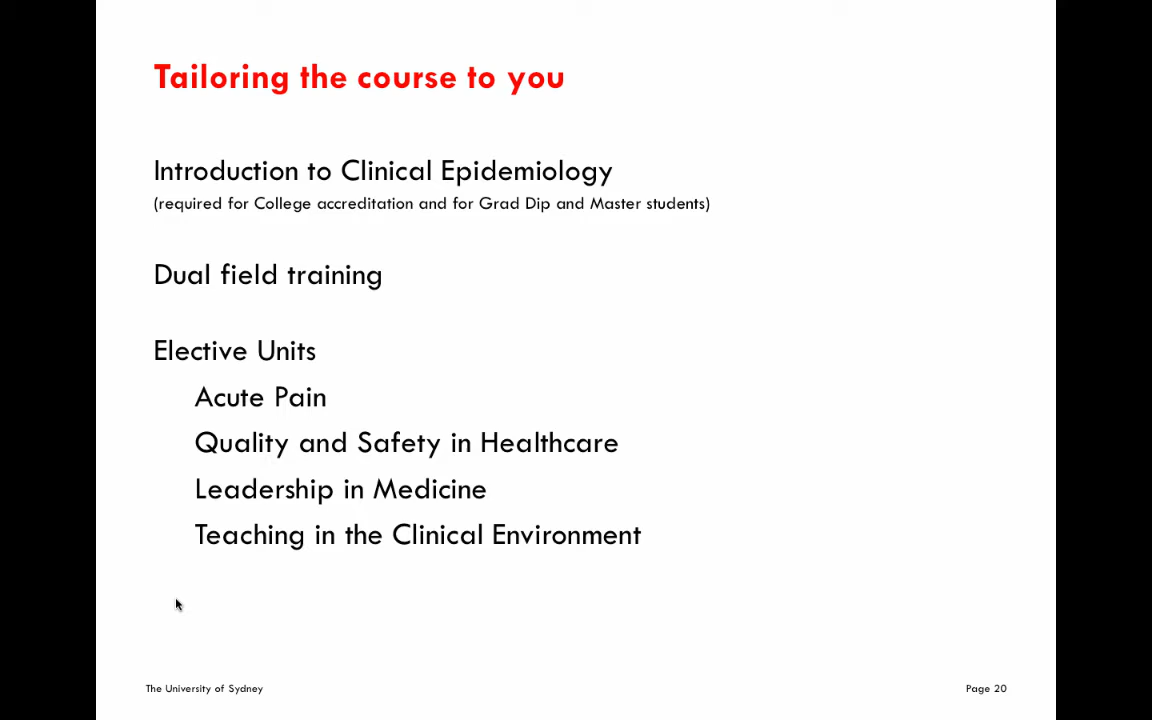 Tailoring the course to you
Introduction to Clinical Epidemiology
(required for College accreditation and for Grad Dip and Master students)
Dual field training
Elective Units
Acute Pain
Quality and Safety in Healthcare
Leadership in Medicine
Teaching in the Clinical Environment
The University of Sydney
Page 20